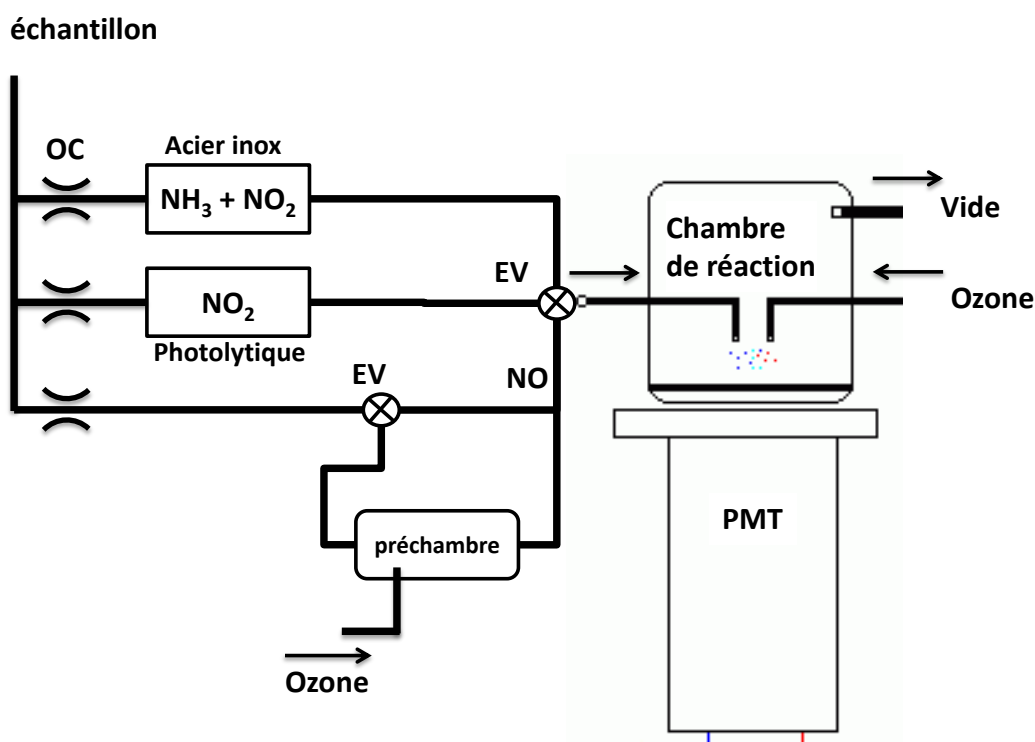 échantillon
OC
Acier inox
NH₃ + NO₂
EV
NO₂
Photolytique
EV
NO
préchambre
Ozone
Chambre
de réaction
Vide
Ozone
PMT